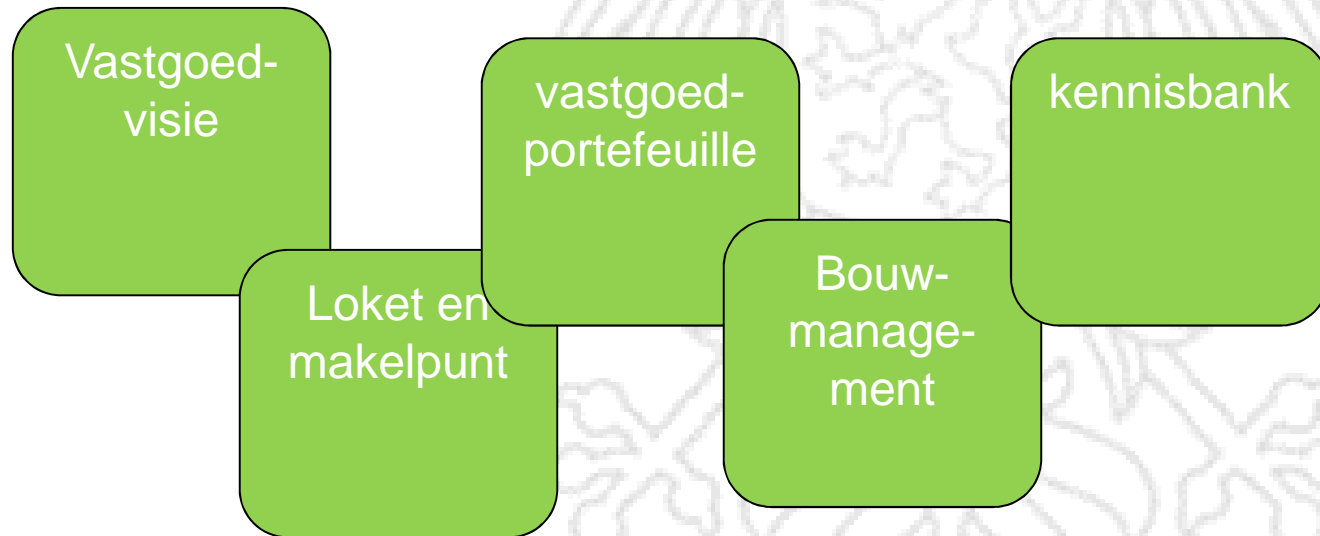 Vastgoed-
visie
Loket en
makelpunt
vastgoed-
portefeuille
Bouw-
manage-
ment
kennisbank